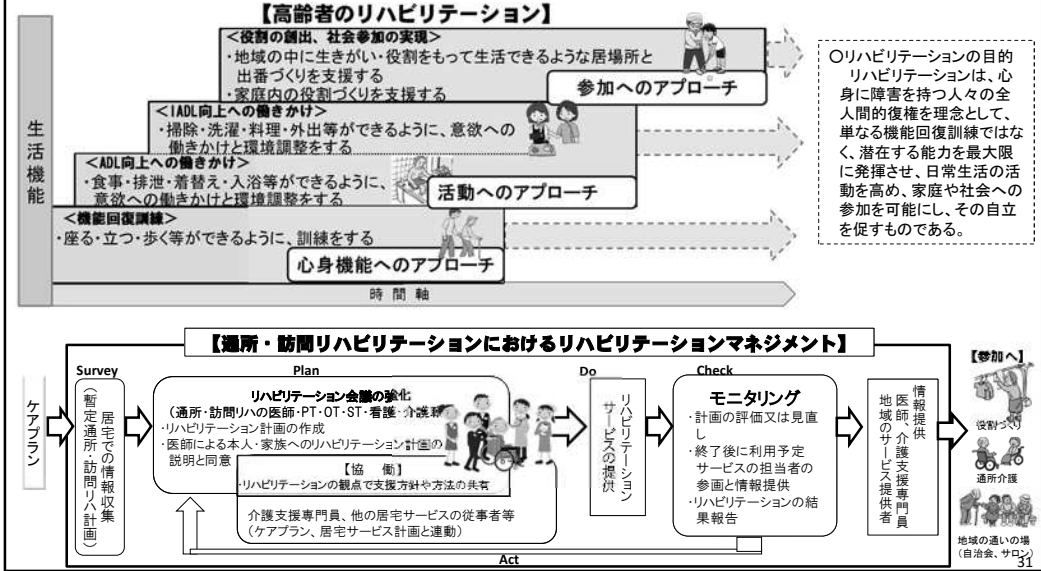 【高齢者のリハビリテーション】
<役割の創出、社会参加の実現>
・地域の中に生きがい・役割をもって生活できるような居場所と
出番づくりを支援する
・家庭内の役割づくりを支援する
参加へのアプローチ
<IADL向上への働きかけ>
・掃除・洗濯・料理・外出等ができるように、意欲への
働きかけと環境調整をする
<ADL向上への働きかけ>
・食事・排泄・着替え・入浴等ができるように、
意欲への働きかけと環境調整をする
活動へのアプローチ
<機能回復訓練>
・座る・立つ・歩く等ができるように、訓練をする
心身機能へのアプローチ
生活機能
時間軸
○リハビリテーションの目的
リハビリテーションは、心
身に障害を持つ人々の全
人間的復権を理念として、
単なる機能回復訓練ではな
く、潜在する能力を最大限
に発揮させ、日常生活の活
動を高め、家庭や社会への
参加を可能にし、その自立
を促すものである。
【通所・訪問リハビリテーションにおけるリハビリテーションマネジメント】
ケアプラン
Survey
居宅での情報収集
(暫定通所・訪問リハ計画)
Plan
リハビリテーション会議の強化
(通所・訪問リハの医師・PT・OT・ST・看護・介護職
・リハビリテーション計画の作成
・医師による本人・家族へのリハビリテーション計画の
説明と同意
【協 働】
・リハビリテーションの観点で支援方針や方法の共有
介護支援専門員、他の居宅サービスの従事者等
(ケアプラン、居宅サービス計画と連動)
Do
リハビリテーション
サービスの提供
Check
モニタリング
・計画の評価又は見直
し
・終了後に利用予定
サービスの担当者の
参画と情報提供
・リハビリテーションの結
果報告
Act
情報提供
医師、介護支援専門員
地域のサービス提供者
【参加へ】
役割づくり
通所介護
地域の通いの場
(自治会、サロン)
31